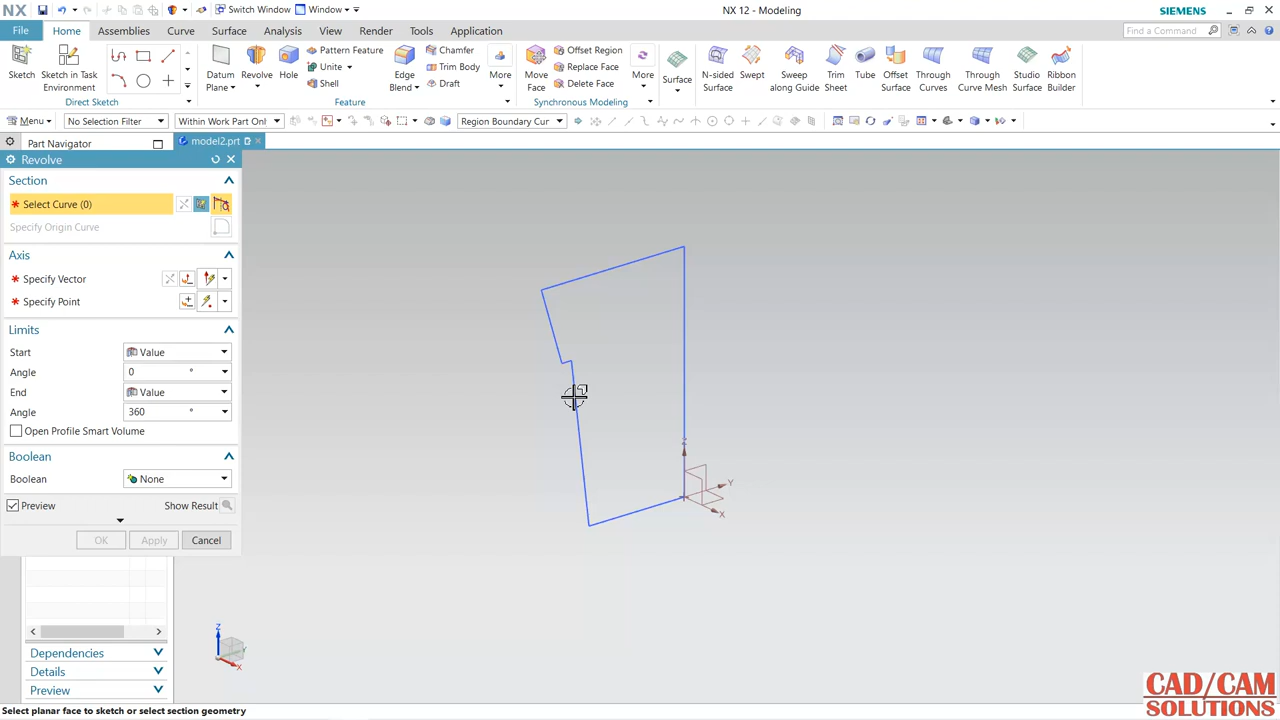 NX
Switch Window
Window
NX 12 - Modeling
SIEMENS
File
Home
Assemblies
Curve
Surface
Analysis
View
Render
Tools
Application
Find a Command
Sketch
Sketch in Task
Environment
Direct Sketch
Datum
Plane
Revolve
Hole
Pattern Feature
Unite
Shell
Edge
Blend
Chamfer
Trim Body
Draft
More
Feature
Move
Face
Offset Region
Replace Face
Delete Face
More
Synchronous Modeling
Surface
N-sided
Surface
Swept
Sweep
along Guide
Trim
Sheet
Tube
Offset
Surface
Through
Curves
Through
Curve Mesh
Studio
Surface
Ribbon
Builder
Menu
No Selection Filter
Within Work Part Onl
Region Boundary Cur
Part Navigator
model2.prt
Revolve
Section
* Select Curve (0)
Specify Origin Curve
Axis
* Specify Vector
* Specify Point
Limits
Start
Value
Angle
0 °
End
Value
Angle
360 °
Open Profile Smart Volume
Boolean
Boolean
None
Preview
Show Result
OK
Apply
Cancel
Y
X
Z
Y
X
Dependencies
Details
Preview
Select planar face to sketch or select section geometry
CAD/CAM
SOLUTIONS